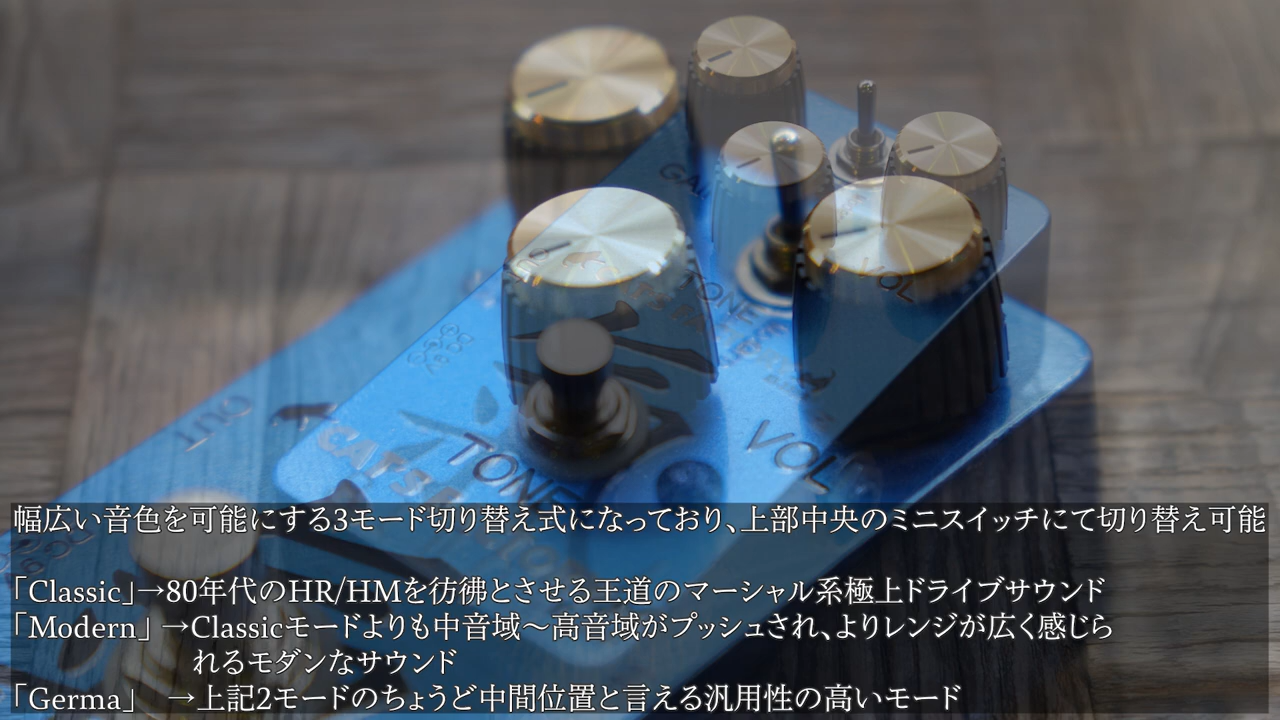 GAI
TONE
VOL
OUT
TONE
VOL
幅広い音色を可能にする3モード切り替え式になっており、上部中央のミニスイッチにて切り替え可能
「Classic」→80年代のHR/HMを彷彿とさせる王道のマーシャル系極上ドライブサウンド
「Modern」→Classicモードよりも中音域～高音域がプッシュされ、よりレンジが広く感じら
れるモダンなサウンド
「Germa」 →上記2モードのちょうど中間位置と言える汎用性の高いモード